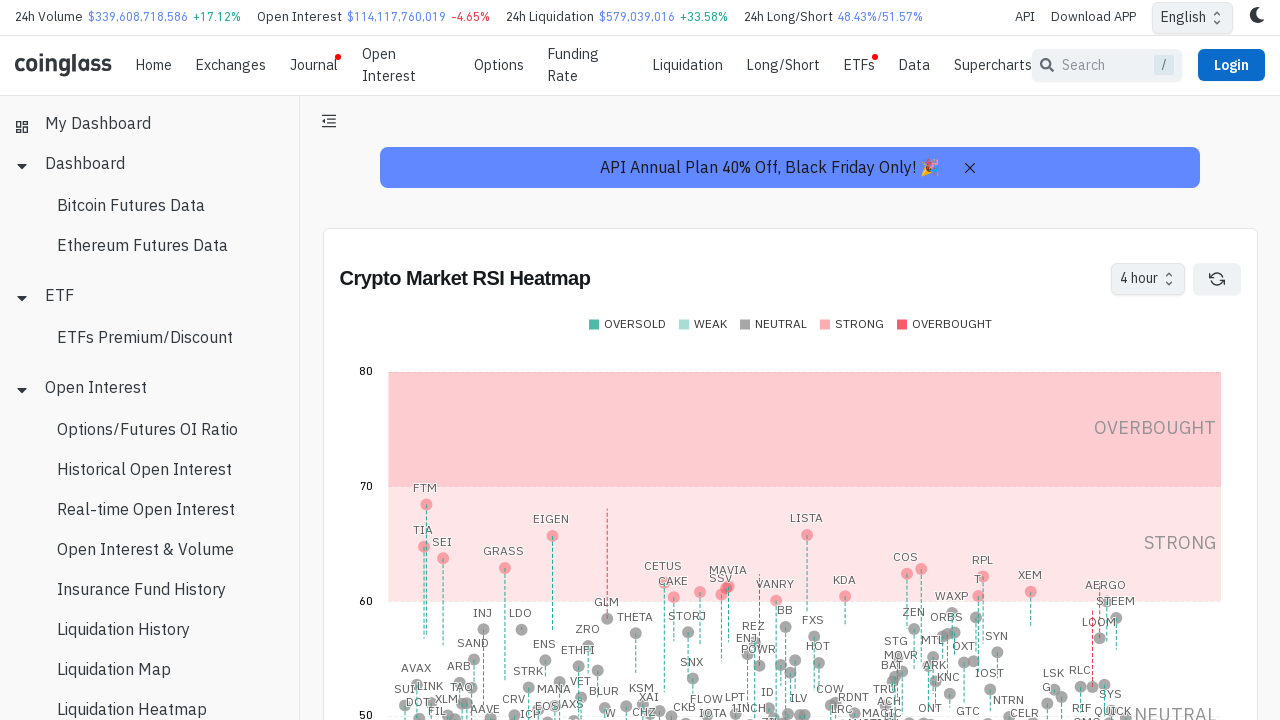 24h Volume $339,608,718,586 +17.12% Open Interest $114,117,760,019 -4.65% 24h Liquidation $579,039,016 +33.58% 24h Long/Short 48.43%/51.57% API Download APP English
coinglass Home Exchanges Journal Open Interest Options Funding Rate Liquidation Long/Short ETFs Data Supercharts Search / Login
My Dashboard
Dashboard
Bitcoin Futures Data
Ethereum Futures Data
ETF
ETFs Premium/Discount
Open Interest
Options/Futures OI Ratio
Historical Open Interest
Real-time Open Interest
Open Interest & Volume
Insurance Fund History
Liquidation History
Liquidation Map
Liquidation Heatmap
API Annual Plan 40% Off, Black Friday Only! 🎉
Crypto Market RSI Heatmap
4 hour
OVERSOLD WEAK NEUTRAL STRONG OVERBOUGHT
80
OVERBOUGHT
70
FTM
EIGEN LISTA
TIA
SEI
STRONG
GRASS
COS
RPL
CETUS MAVIA
CAKE SSV VANRY KDA XEM
AERGO
WAXP
60
GLM STEEM
INJ LDO THETA STORJ BB FXS ZEN ORBS LOOM
ZRO REZ
SAND ENS ENJ STG MTL SYN
ETHFI POWR HOT MOVR OXT
AVAX ARB STRK SNX BAT ARK IOST LSK RLC
SUI LINK TAO MANA VET BLUR KSM ID COW TRU KNC SYS
DOT XLM CRV AXS XAI FLOW LPT ILV RDNT ACH NTRN
FIL AAVE ICH EOS W CHZ CKB IOTA 1INCH LRC MAGIC ONT GTC CELR RIF QUICK
50
NEUTRAL